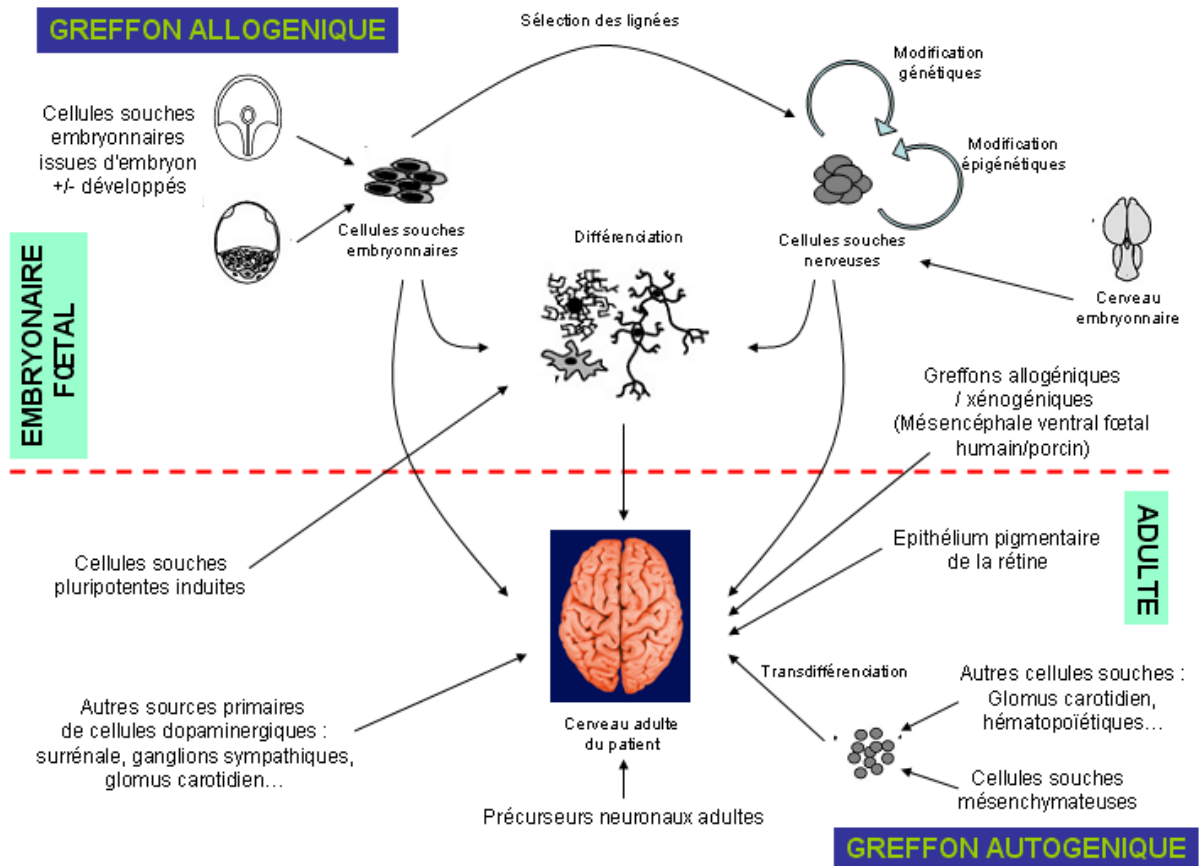 GREFFON ALLOGENIQUE
Sélection des lignées
Modification
génétiques
Cellules souches
embryonnaires
issues d'embryon
+/- développés
Modification
épigénétiques
Cellules souches
embryonnaires
Différenciation
Cellules souches
nerveuses
Cerveau
embryonnaire
EMBRYONAIRE
FŒTAL
Greffons allogéniques
/ xénogéniques
(Mésencéphale ventral fœtal
humain/porcin)
ADULTE
Cellules souches
pluripotentes induites
Epithélium pigmentaire
de la rétine
Transdifférenciation
Autres cellules souches :
Glomus carotidien,
hématopoïétiques...
Autres sources primaires
de cellules dopaminergiques :
surrénale, ganglions sympathiques,
glomus carotidien...
Cerveau adulte
du patient
Cellules souches
mésenchymateuses
Précurseurs neuronaux adultes
GREFFON AUTOGENIQUE